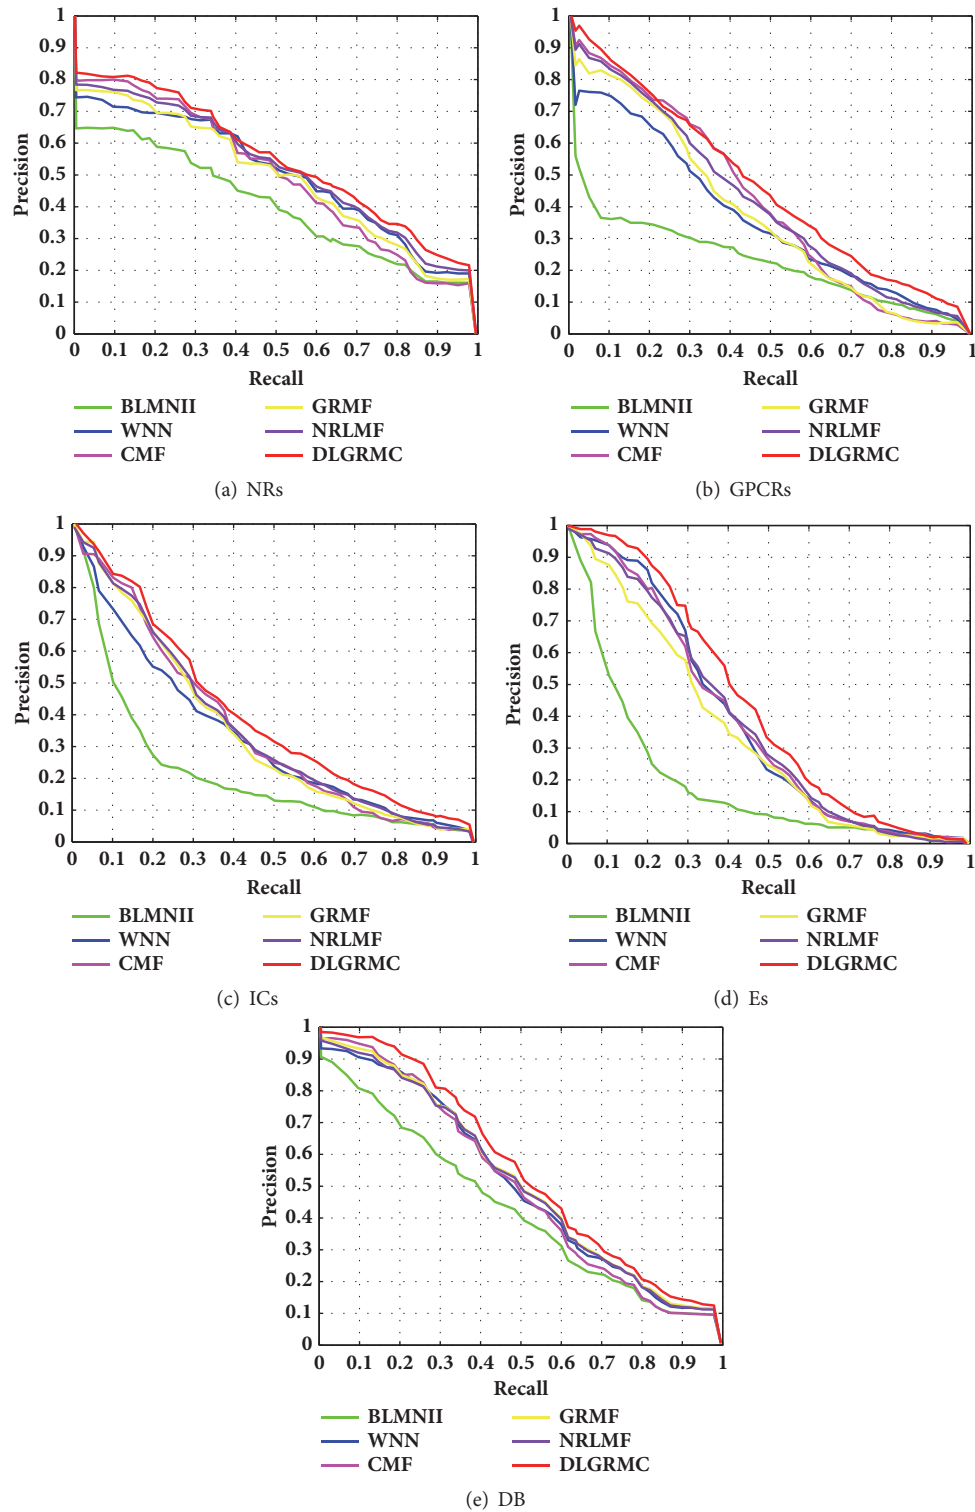 1
0.9
0.8
0.7
0.6
0.5
0.4
0.3
0.2
0.1
0
Precision
0 0.1 0.2 0.3 0.4 0.5 0.6 0.7 0.8 0.9 1
Recall
BLMNII GRMF
WNN NRLMF
CMF DLGRMC
(a) NRs
1
0.9
0.8
0.7
0.6
0.5
0.4
0.3
0.2
0.1
0
Precision
0 0.1 0.2 0.3 0.4 0.5 0.6 0.7 0.8 0.9 1
Recall
BLMNII GRMF
WNN NRLMF
CMF DLGRMC
(b) GPCRs
1
0.9
0.8
0.7
0.6
0.5
0.4
0.3
0.2
0.1
0
Precision
0 0.1 0.2 0.3 0.4 0.5 0.6 0.7 0.8 0.9 1
Recall
BLMNII GRMF
WNN NRLMF
CMF DLGRMC
(c) ICs
1
0.9
0.8
0.7
0.6
0.5
0.4
0.3
0.2
0.1
0
Precision
0 0.1 0.2 0.3 0.4 0.5 0.6 0.7 0.8 0.9 1
Recall
BLMNII GRMF
WNN NRLMF
CMF DLGRMC
(d) Es
1
0.9
0.8
0.7
0.6
0.5
0.4
0.3
0.2
0.1
Precision
0 0.1 0.2 0.3 0.4 0.5 0.6 0.7 0.8 0.9 1
Recall
BLMNII GRMF
WNN NRLMF
CMF DLGRMC
(e) DB